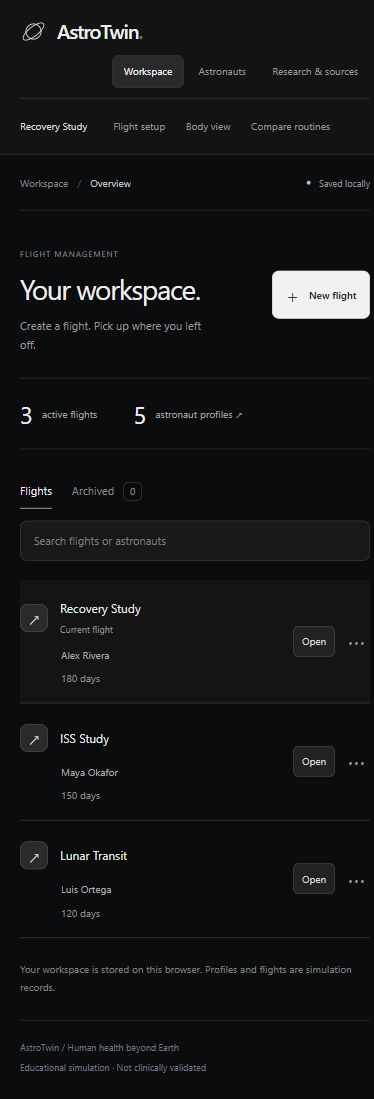 AstroTwin.
Workspace Astronauts Research & sources
Recovery Study Flight setup Body view Compare routines
Workspace / Overview • Saved locally
FLIGHT MANAGEMENT
Your workspace.
+ New flight
Create a flight. Pick up where you left
off.
3 active flights 5 astronaut profiles ↗
Flights Archived 0
Search flights or astronauts
↗ Recovery Study
Current flight
Alex Rivera
180 days
Open ...
↗ ISS Study
Maya Okafor
150 days
Open ...
↗ Lunar Transit
Luis Ortega
120 days
Open ...
Your workspace is stored on this browser. Profiles and flights are simulation
records.
AstroTwin / Human health beyond Earth
Educational simulation · Not clinically validated